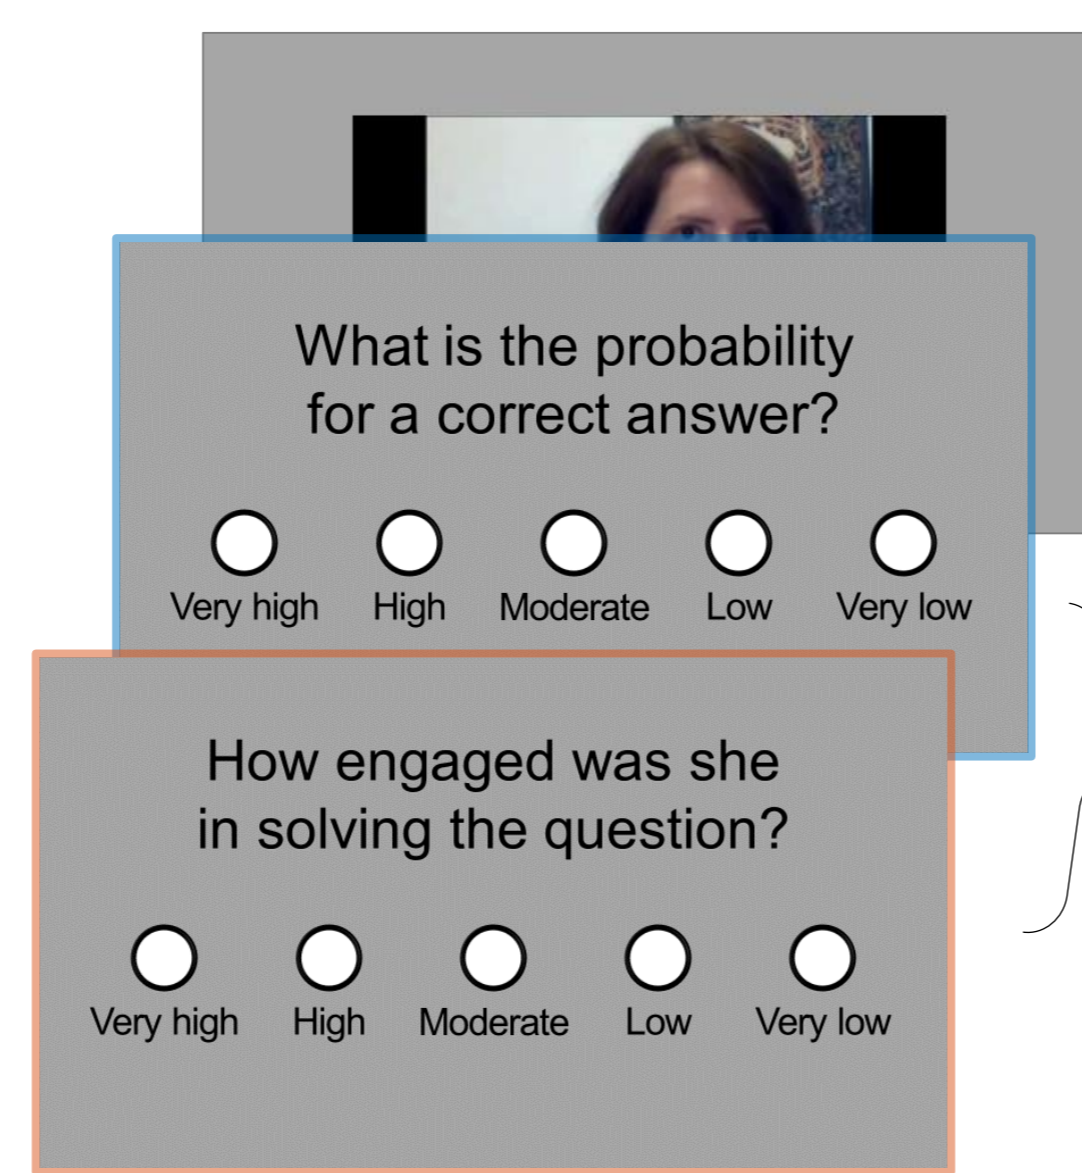 What is the probability
for a correct answer?
Very high High Moderate Low Very low
How engaged was she
in solving the question?
Very high High Moderate Low Very low